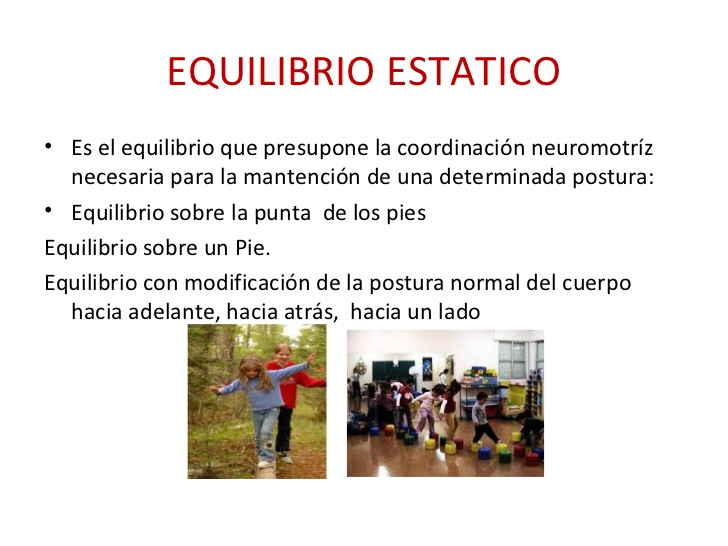 EQUILIBRIO ESTATICO
• Es el equilibrio que presupone la coordinación neuromotríz
necesaria para la mantención de una determinada postura:
• Equilibrio sobre la punta  de los pies
Equilibrio sobre un Pie.
Equilibrio con modificación de la postura normal del cuerpo
hacia adelante, hacia atrás,  hacia un lado